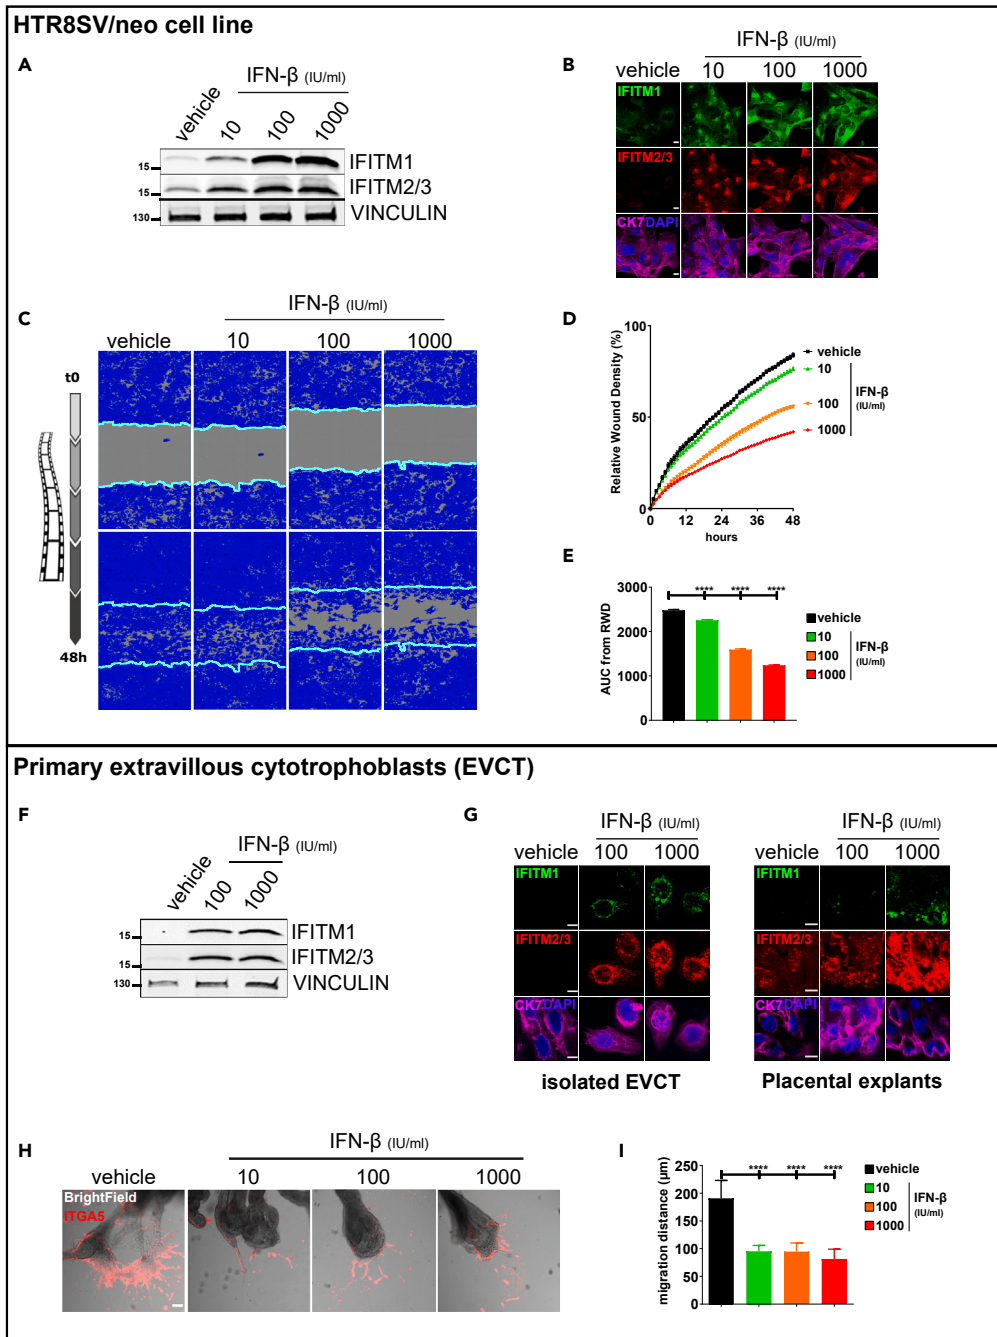 HTR8SV/neo cell line
A
IFN-β (IU/ml)
vehicle
10
100
1000
15
IFITM1
15
IFITM2/3
130
VINCULIN
B
IFN-β (IU/ml)
vehicle 10 100 1000
IFITM1
IFITM2/3
CK7/DAPI
C
IFN-β (IU/ml)
vehicle 10 100 1000
t0
48h
D
Relative Wound Density (%)
100
50
0
0 12 24 36 48
hours
vehicle
10
100
1000
IFN-β
(IU/ml)
E
AUC from RWD
3000
2000
1000
0
**** **** ****
vehicle
10
100
1000
IFN-β
(IU/ml)
Primary extravillous cytotrophoblasts (EVCT)
F
IFN-β (IU/ml)
vehicle
100
1000
15
IFITM1
15
IFITM2/3
130
VINCULIN
G
IFN-β (IU/ml)
vehicle 100 1000
IFITM1
IFITM2/3
CK7/DAPI
isolated EVCT
IFN-β (IU/ml)
vehicle 100 1000
IFITM1
IFITM2/3
CK7/DAPI
Placental explants
H
IFN-β (IU/ml)
vehicle 10 100 1000
BrightField
ITGA5
I
migration distance (µm)
250
200
150
100
50
0
**** **** ****
vehicle
10
100
1000
IFN-β
(IU/ml)